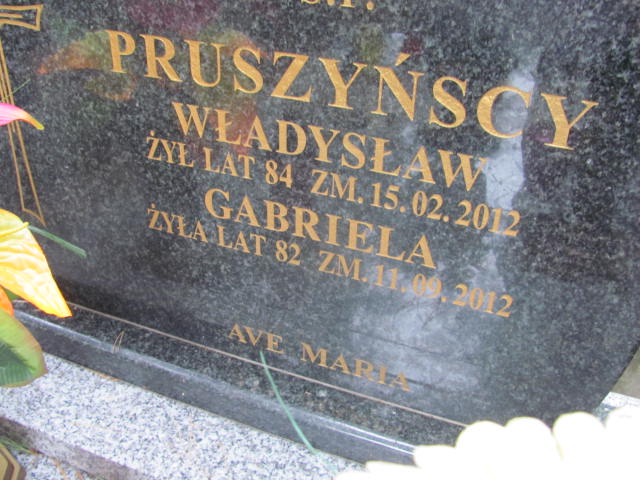 Ś.P.
PRUSZYŃSCY
WŁADYSŁAW
ŻYŁ LAT 84 ZM. 15.02.2012
GABRIELA
ŻYŁA LAT 82 ZM. 11.09.2012
AVE MARIA